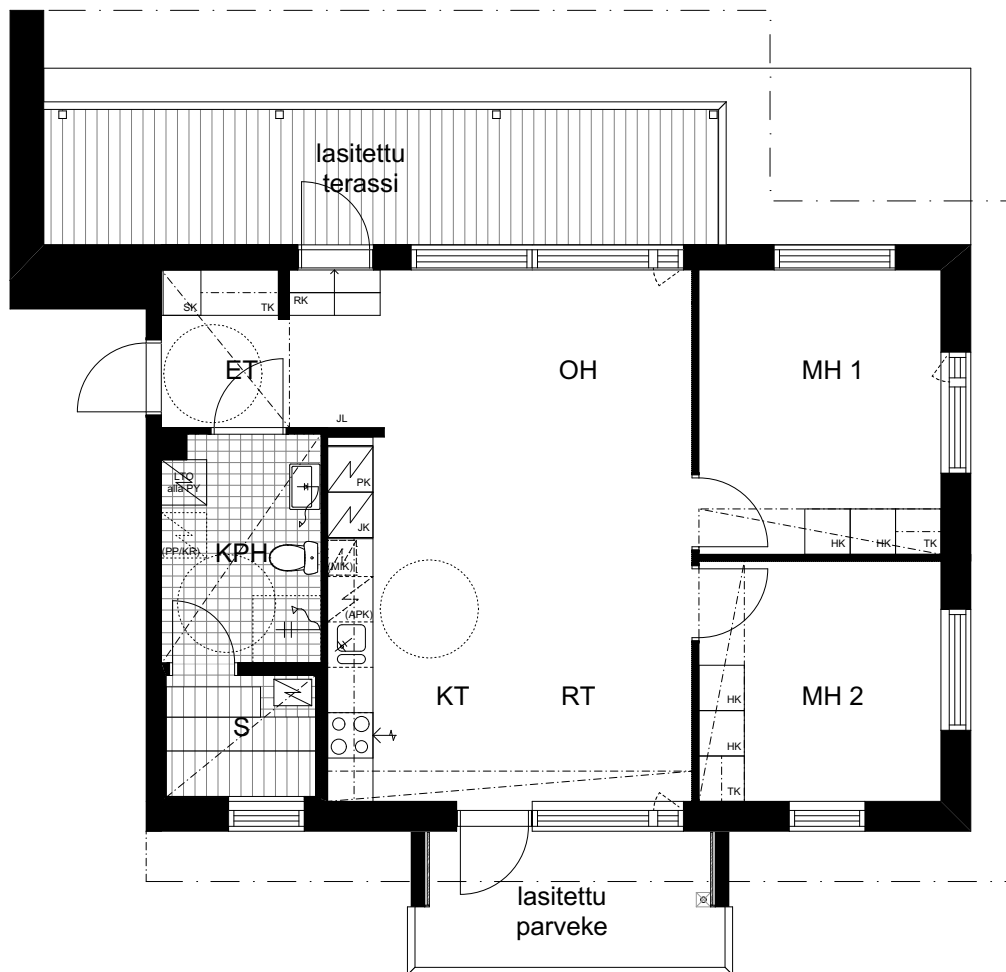 lasitettu
terassi
SK
TK
RK
ET
OH
MH 1
JL
LTO
alla PY
PK
JK
HK
HK
TK
(PP/KR)
KPH
(MIK)
(APK)
KT
RT
MH 2
HK
HK
TK
S
lasitettu
parveke